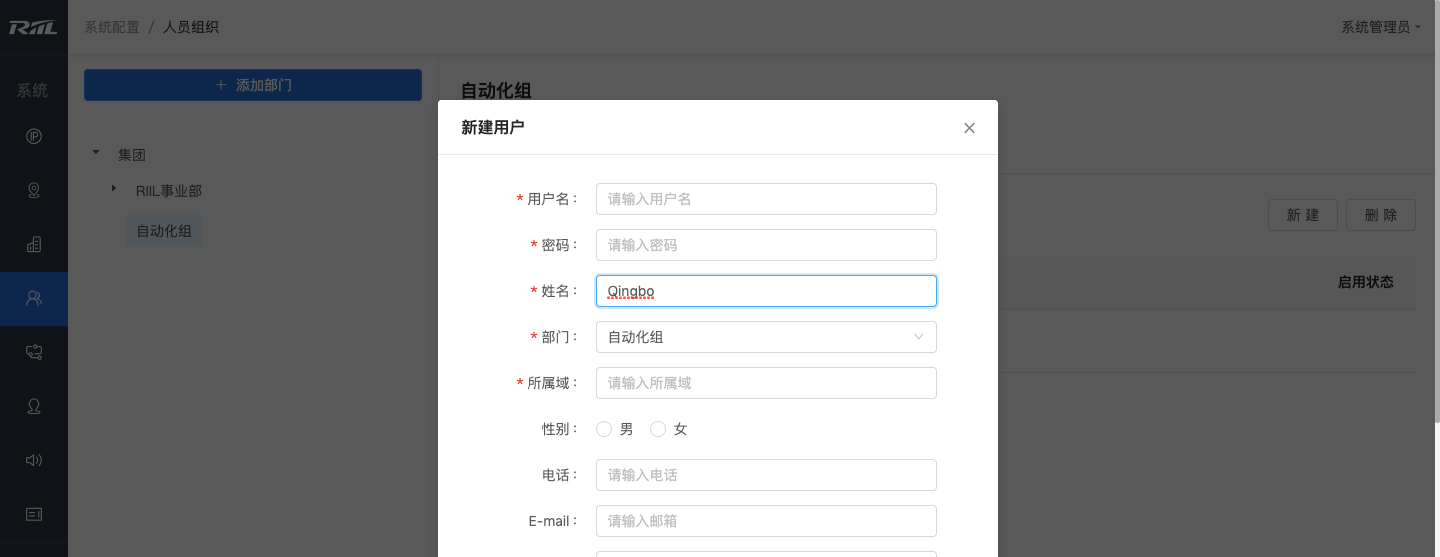 RIIL
系统配置 / 人员组织
系统管理员
系统
+ 添加部门
集团
RIIL事业部
自动化组
自动化组
新建 删除
启用状态
新建用户
* 用户名： 请输入用户名
* 密码： 请输入密码
* 姓名： Qingbo
* 部门： 自动化组
* 所属域： 请输入所属域
性别： 男 女
电话： 请输入电话
E-mail： 请输入邮箱